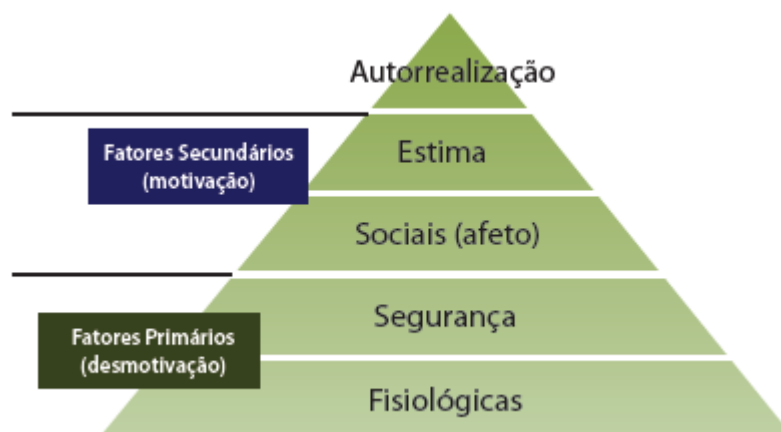 Autorrealização
Fatores Secundários
(motivação)
Estima
Sociais (afeto)
Segurança
Fatores Primários
(desmotivação)
Fisiológicas